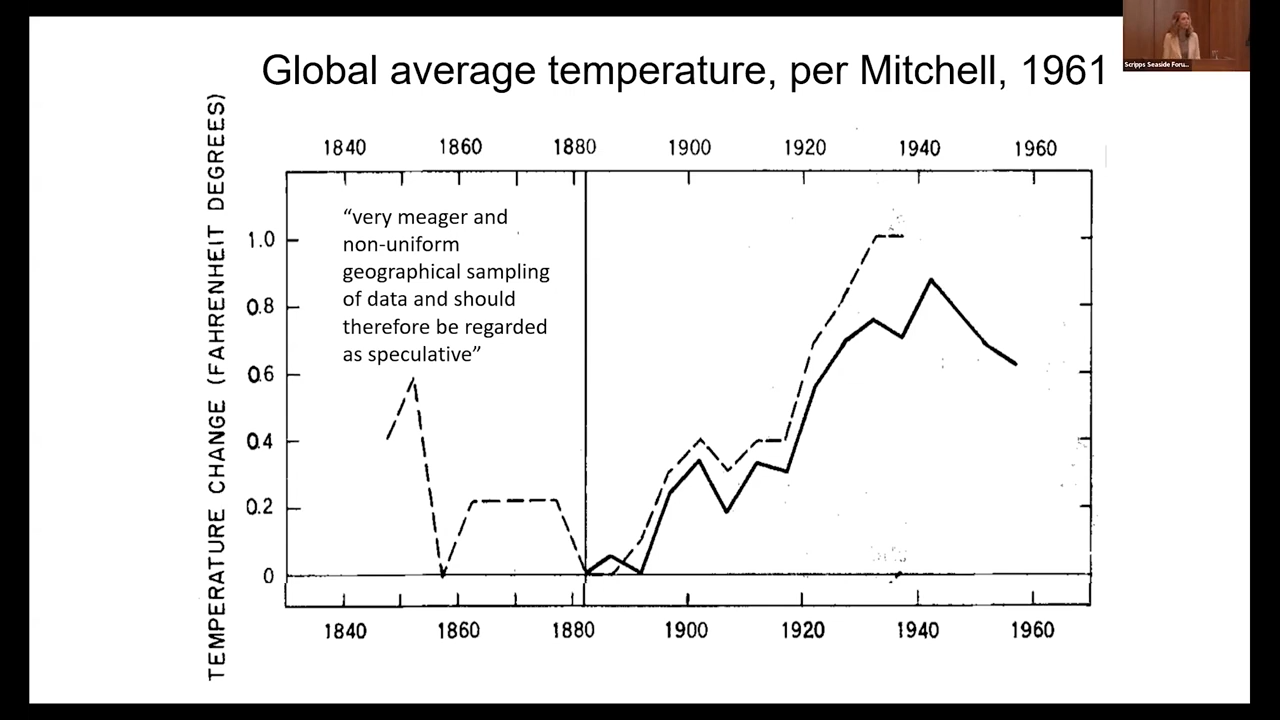 Global average temperature, per Mitchell, 1961
Scripps Seaside Foru...
TEMPERATURE CHANGE (FAHRENHEIT DEGREES)
1840 1860 1880 1900 1920 1940 1960
“very meager and
non-uniform
geographical sampling
of data and should
therefore be regarded
as speculative”
1.0
0.8
0.6
0.4
0.2
0
1840 1860 1880 1900 1920 1940 1960